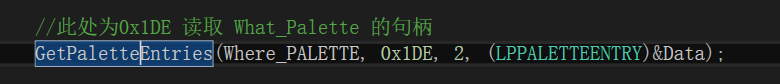 //此处为0x1DE 读取 What_Palette 的句柄
GetPaletteEntries(Where_PALETTE, 0x1DE, 2, (LPPALETTEENTRY)&Data);